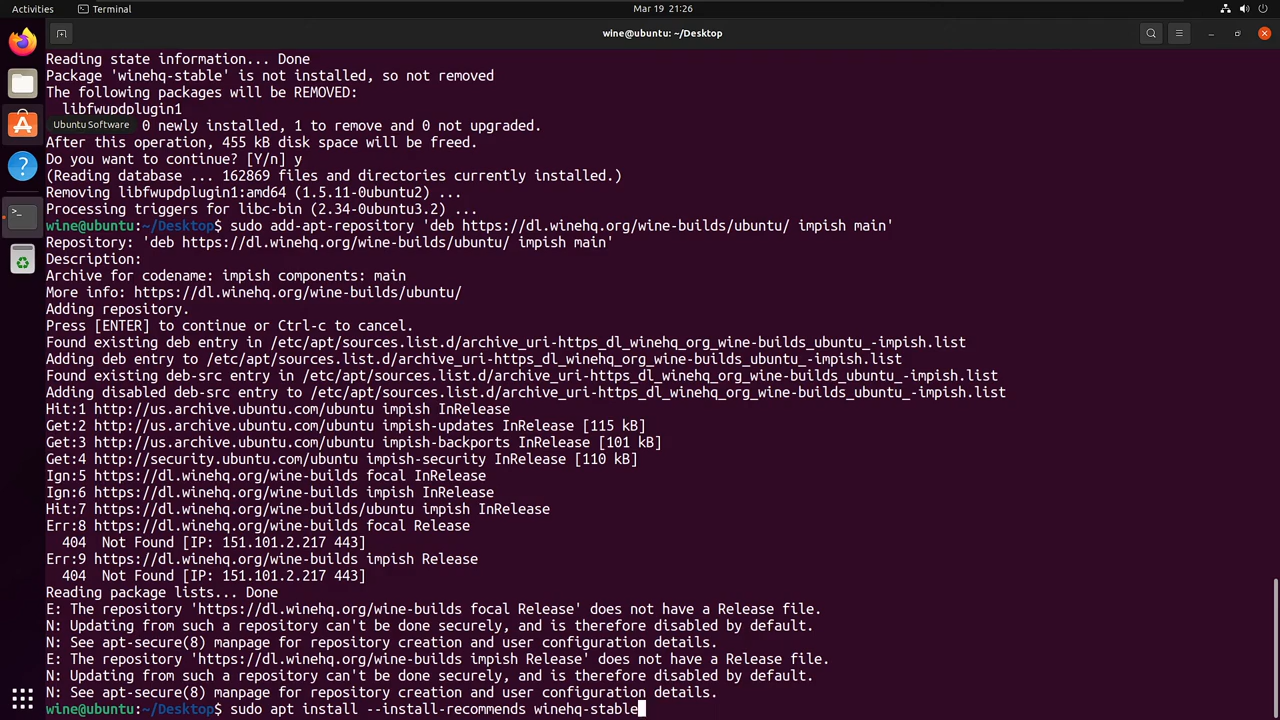 Activities
Terminal
Mar 19 21:26
wine@ubuntu: ~/Desktop
Reading state information... Done
Package 'winehq-stable' is not installed, so not removed
The following packages will be REMOVED:
libfwupdplugin1
Ubuntu Software
0 newly installed, 1 to remove and 0 not upgraded.
After this operation, 455 kB disk space will be freed.
Do you want to continue? [Y/n] y
(Reading database ... 162869 files and directories currently installed.)
Removing libfwupdplugin1:amd64 (1.5.11-0ubuntu2) ...
Processing triggers for libc-bin (2.34-0ubuntu3.2) ...
wine@ubuntu:~/Desktop$ sudo add-apt-repository 'deb https://dl.winehq.org/wine-builds/ubuntu/ impish main'
Repository: 'deb https://dl.winehq.org/wine-builds/ubuntu/ impish main'
Description:
Archive for codename: impish components: main
More info: https://dl.winehq.org/wine-builds/ubuntu/
Adding repository.
Press [ENTER] to continue or Ctrl-c to cancel.
Found existing deb entry in /etc/apt/sources.list.d/archive_uri-https_dl_winehq_org_wine-builds_ubuntu_-impish.list
Adding deb entry to /etc/apt/sources.list.d/archive_uri-https_dl_winehq_org_wine-builds_ubuntu_-impish.list
Found existing deb-src entry in /etc/apt/sources.list.d/archive_uri-https_dl_winehq_org_wine-builds_ubuntu_-impish.list
Adding disabled deb-src entry to /etc/apt/sources.list.d/archive_uri-https_dl_winehq_org_wine-builds_ubuntu_-impish.list
Hit:1 http://us.archive.ubuntu.com/ubuntu impish InRelease
Get:2 http://us.archive.ubuntu.com/ubuntu impish-updates InRelease [115 kB]
Get:3 http://us.archive.ubuntu.com/ubuntu impish-backports InRelease [101 kB]
Get:4 http://security.ubuntu.com/ubuntu impish-security InRelease [110 kB]
Ign:5 https://dl.winehq.org/wine-builds focal InRelease
Ign:6 https://dl.winehq.org/wine-builds impish InRelease
Hit:7 https://dl.winehq.org/wine-builds/ubuntu impish InRelease
Err:8 https://dl.winehq.org/wine-builds focal Release
404  Not Found [IP: 151.101.2.217 443]
Err:9 https://dl.winehq.org/wine-builds impish Release
404  Not Found [IP: 151.101.2.217 443]
Reading package lists... Done
E: The repository 'https://dl.winehq.org/wine-builds focal Release' does not have a Release file.
N: Updating from such a repository can't be done securely, and is therefore disabled by default.
N: See apt-secure(8) manpage for repository creation and user configuration details.
E: The repository 'https://dl.winehq.org/wine-builds impish Release' does not have a Release file.
N: Updating from such a repository can't be done securely, and is therefore disabled by default.
N: See apt-secure(8) manpage for repository creation and user configuration details.
wine@ubuntu:~/Desktop$ sudo apt install --install-recommends winehq-stable